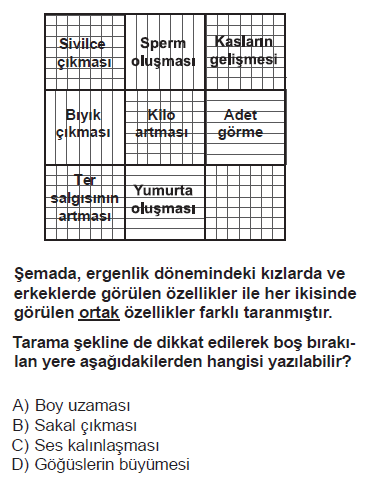 Sivilce
çıkması
Sperm
oluşması
Kasların
gelişmesi
Bıyık
çıkması
Kilo
artması
Adet
görme
Ter
salgısının
artması
Yumurta
oluşması
Şemada, ergenlik dönemindeki kızlarda ve
erkeklerde görülen özellikler ile her ikisinde
görülen ortak özellikler farklı taranmıştır.
Tarama şekline de dikkat edilerek boş bırakı-
lan yere aşağıdakilerden hangisi yazılabilir?
A) Boy uzaması
B) Sakal çıkması
C) Ses kalınlaşması
D) Göğüslerin büyümesi